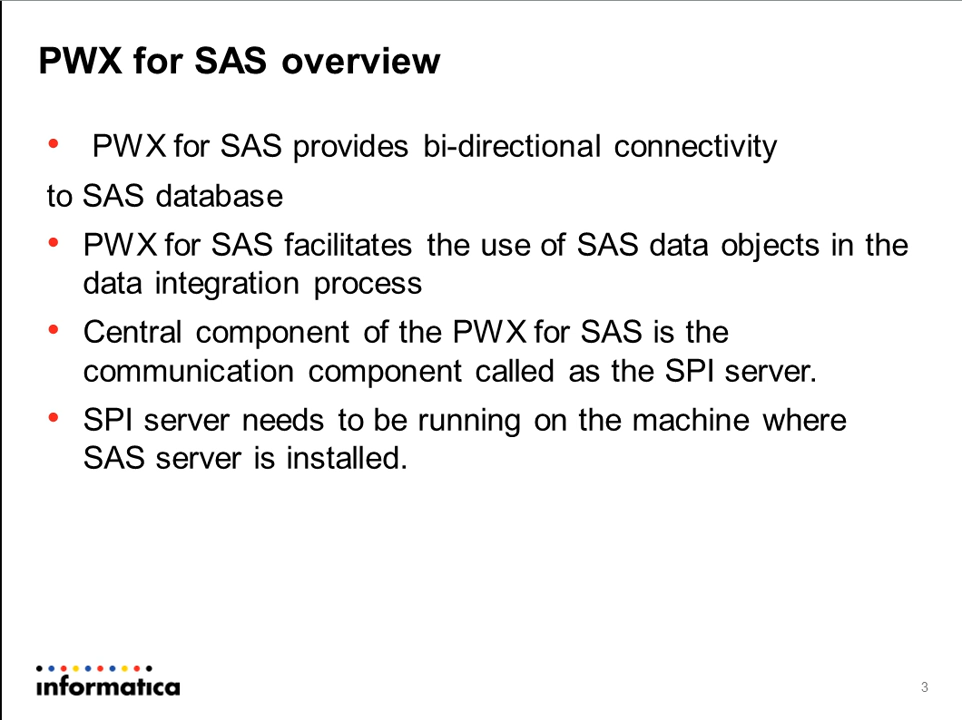 PWX for SAS overview
• PWX for SAS provides bi-directional connectivity
to SAS database
• PWX for SAS facilitates the use of SAS data objects in the
data integration process
• Central component of the PWX for SAS is the
communication component called as the SPI server.
• SPI server needs to be running on the machine where
SAS server is installed.
informatica
3